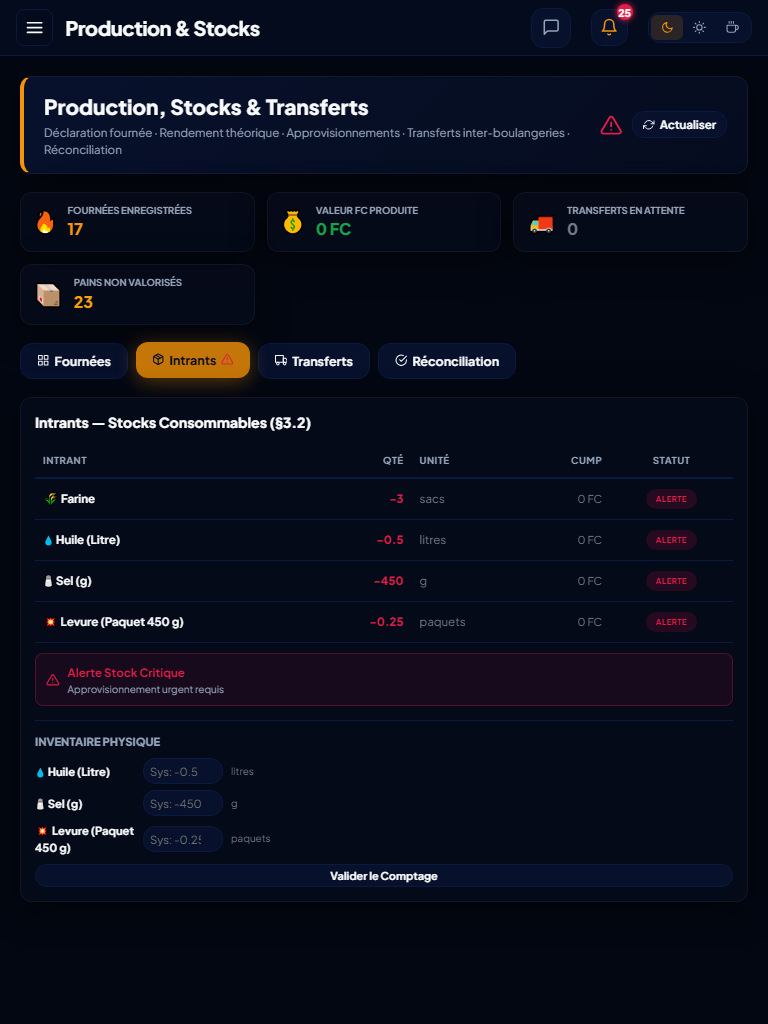 Production & Stocks
25
Production, Stocks & Transferts
Déclaration fournée · Rendement théorique · Approvisionnements · Transferts inter-boulangeries ·
Réconciliation
Actualiser
FOURNÉES ENREGISTRÉES
17
VALEUR FC PRODUITE
0 FC
TRANSFERTS EN ATTENTE
0
PAINS NON VALORISÉS
23
Fournées
Intrants
Transferts
Réconciliation
Intrants — Stocks Consommables (§3.2)
INTRANT QTÉ UNITÉ CUMP STATUT
Farine -3 sacs 0 FC ALERTE
Huile (Litre) -0.5 litres 0 FC ALERTE
Sel (g) -450 g 0 FC ALERTE
Levure (Paquet 450 g) -0.25 paquets 0 FC ALERTE
Alerte Stock Critique
Approvisionnement urgent requis
INVENTAIRE PHYSIQUE
Huile (Litre) Sys: -0.5 litres
Sel (g) Sys: -450 g
Levure (Paquet
450 g) Sys: -0.25 paquets
Valider le Comptage